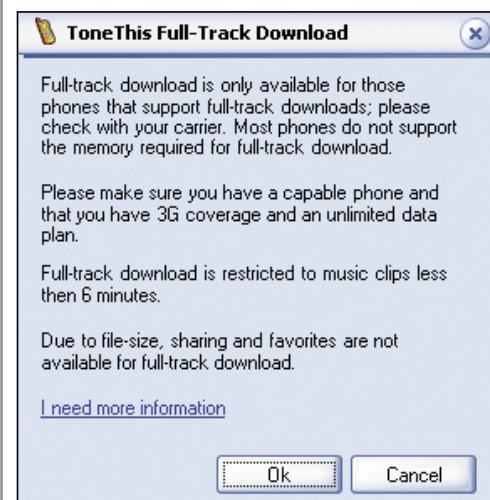 ToneThis Full-Track Download
Full-track download is only available for those
phones that support full-track downloads; please
check with your carrier. Most phones do not support
the memory required for full-track download.
Please make sure you have a capable phone and
that you have 3G coverage and an unlimited data
plan.
Full-track download is restricted to music clips less
then 6 minutes.
Due to file-size, sharing and favorites are not
available for full-track download.
I need more information
Ok
Cancel